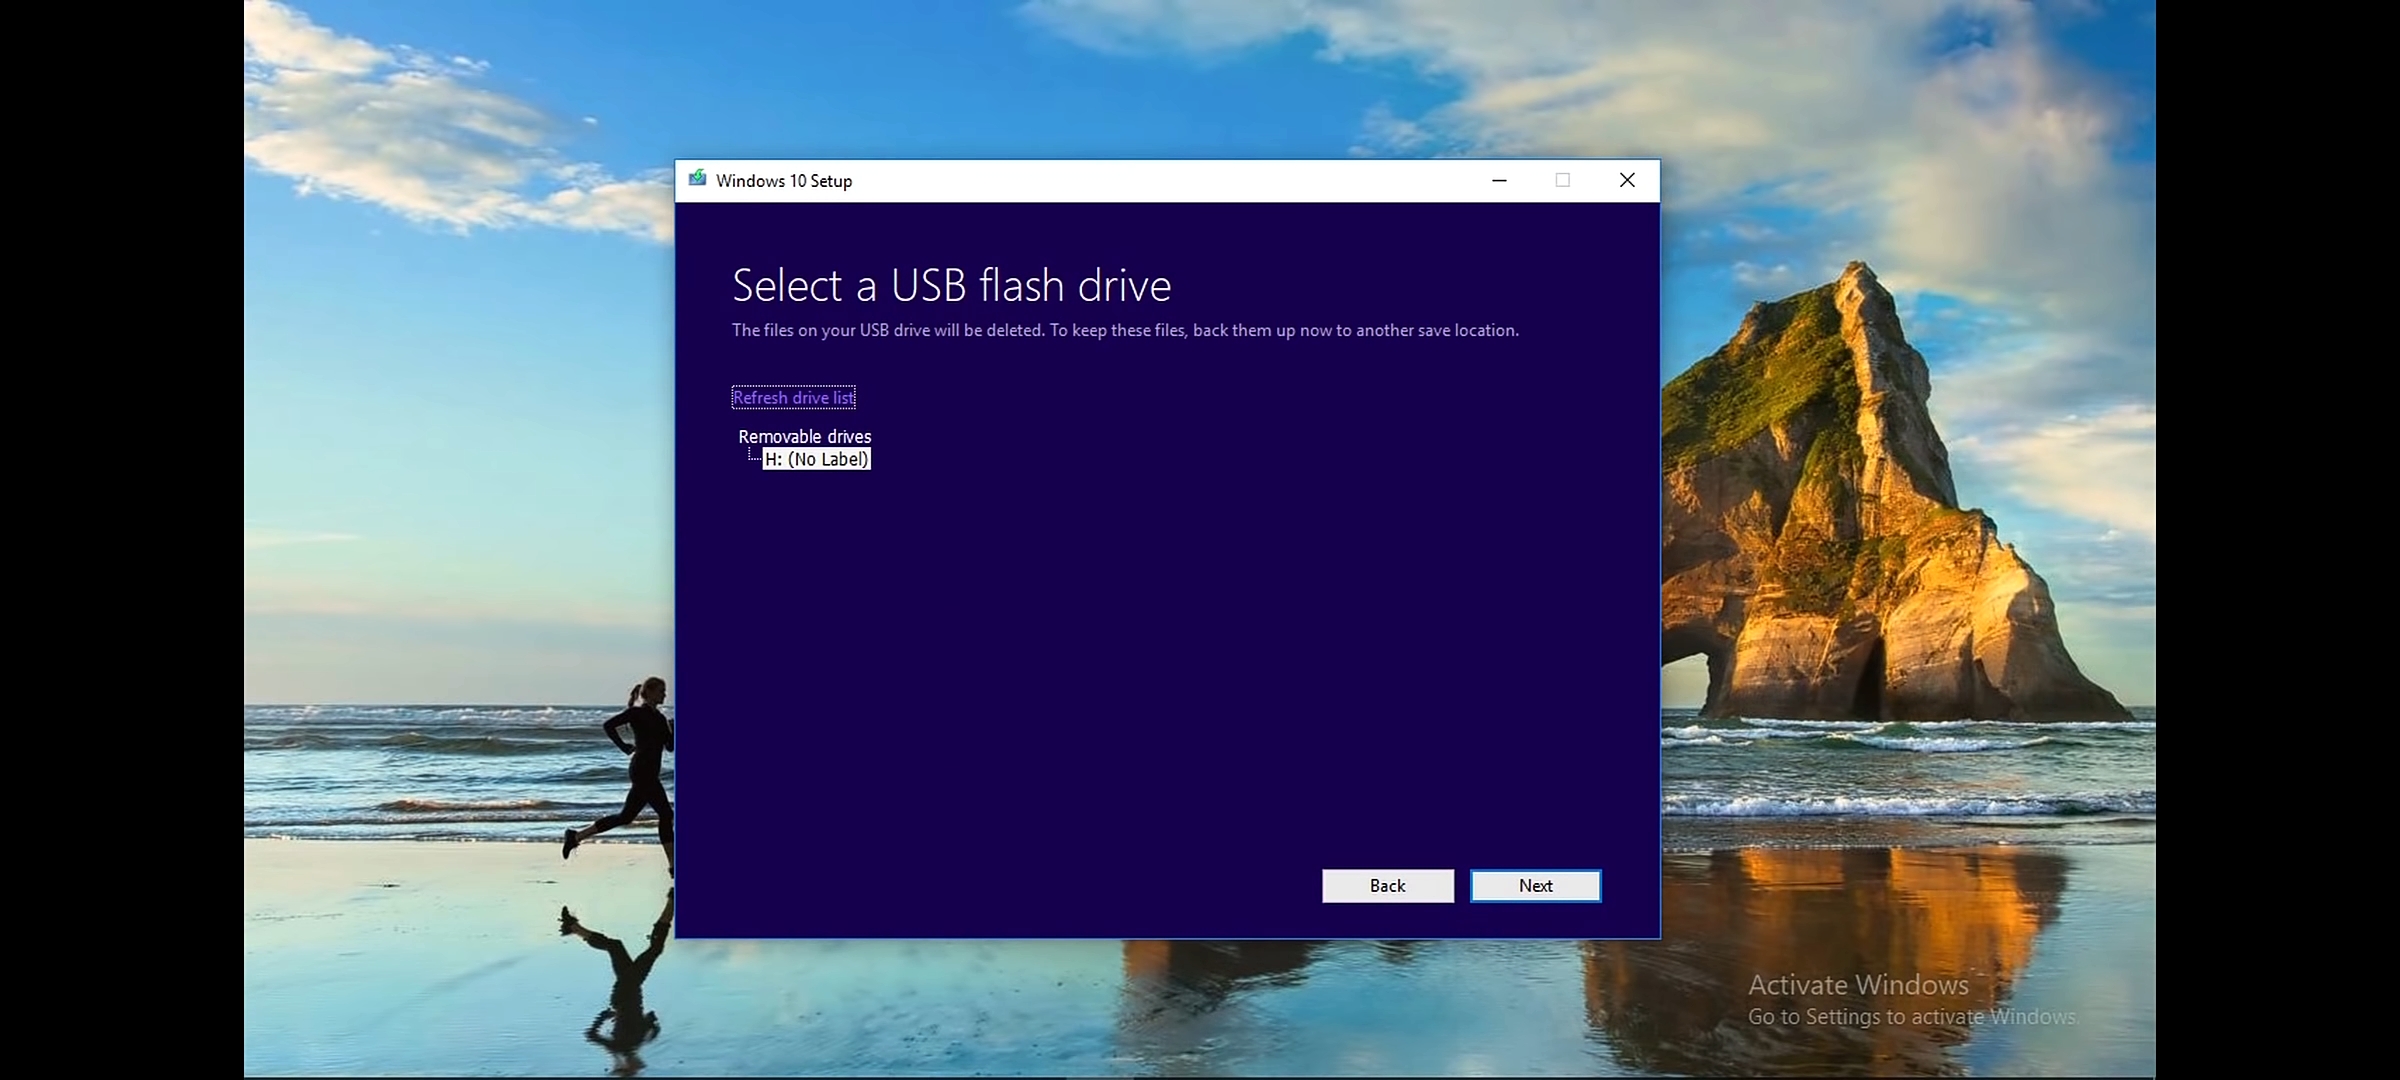 Windows 10 Setup
Select a USB flash drive
The files on your USB drive will be deleted. To keep these files, back them up now to another save location.
Refresh drive list
Removable drives
H: (No Label)
Back
Next
Activate Windows
Go to Settings to activate Windows.